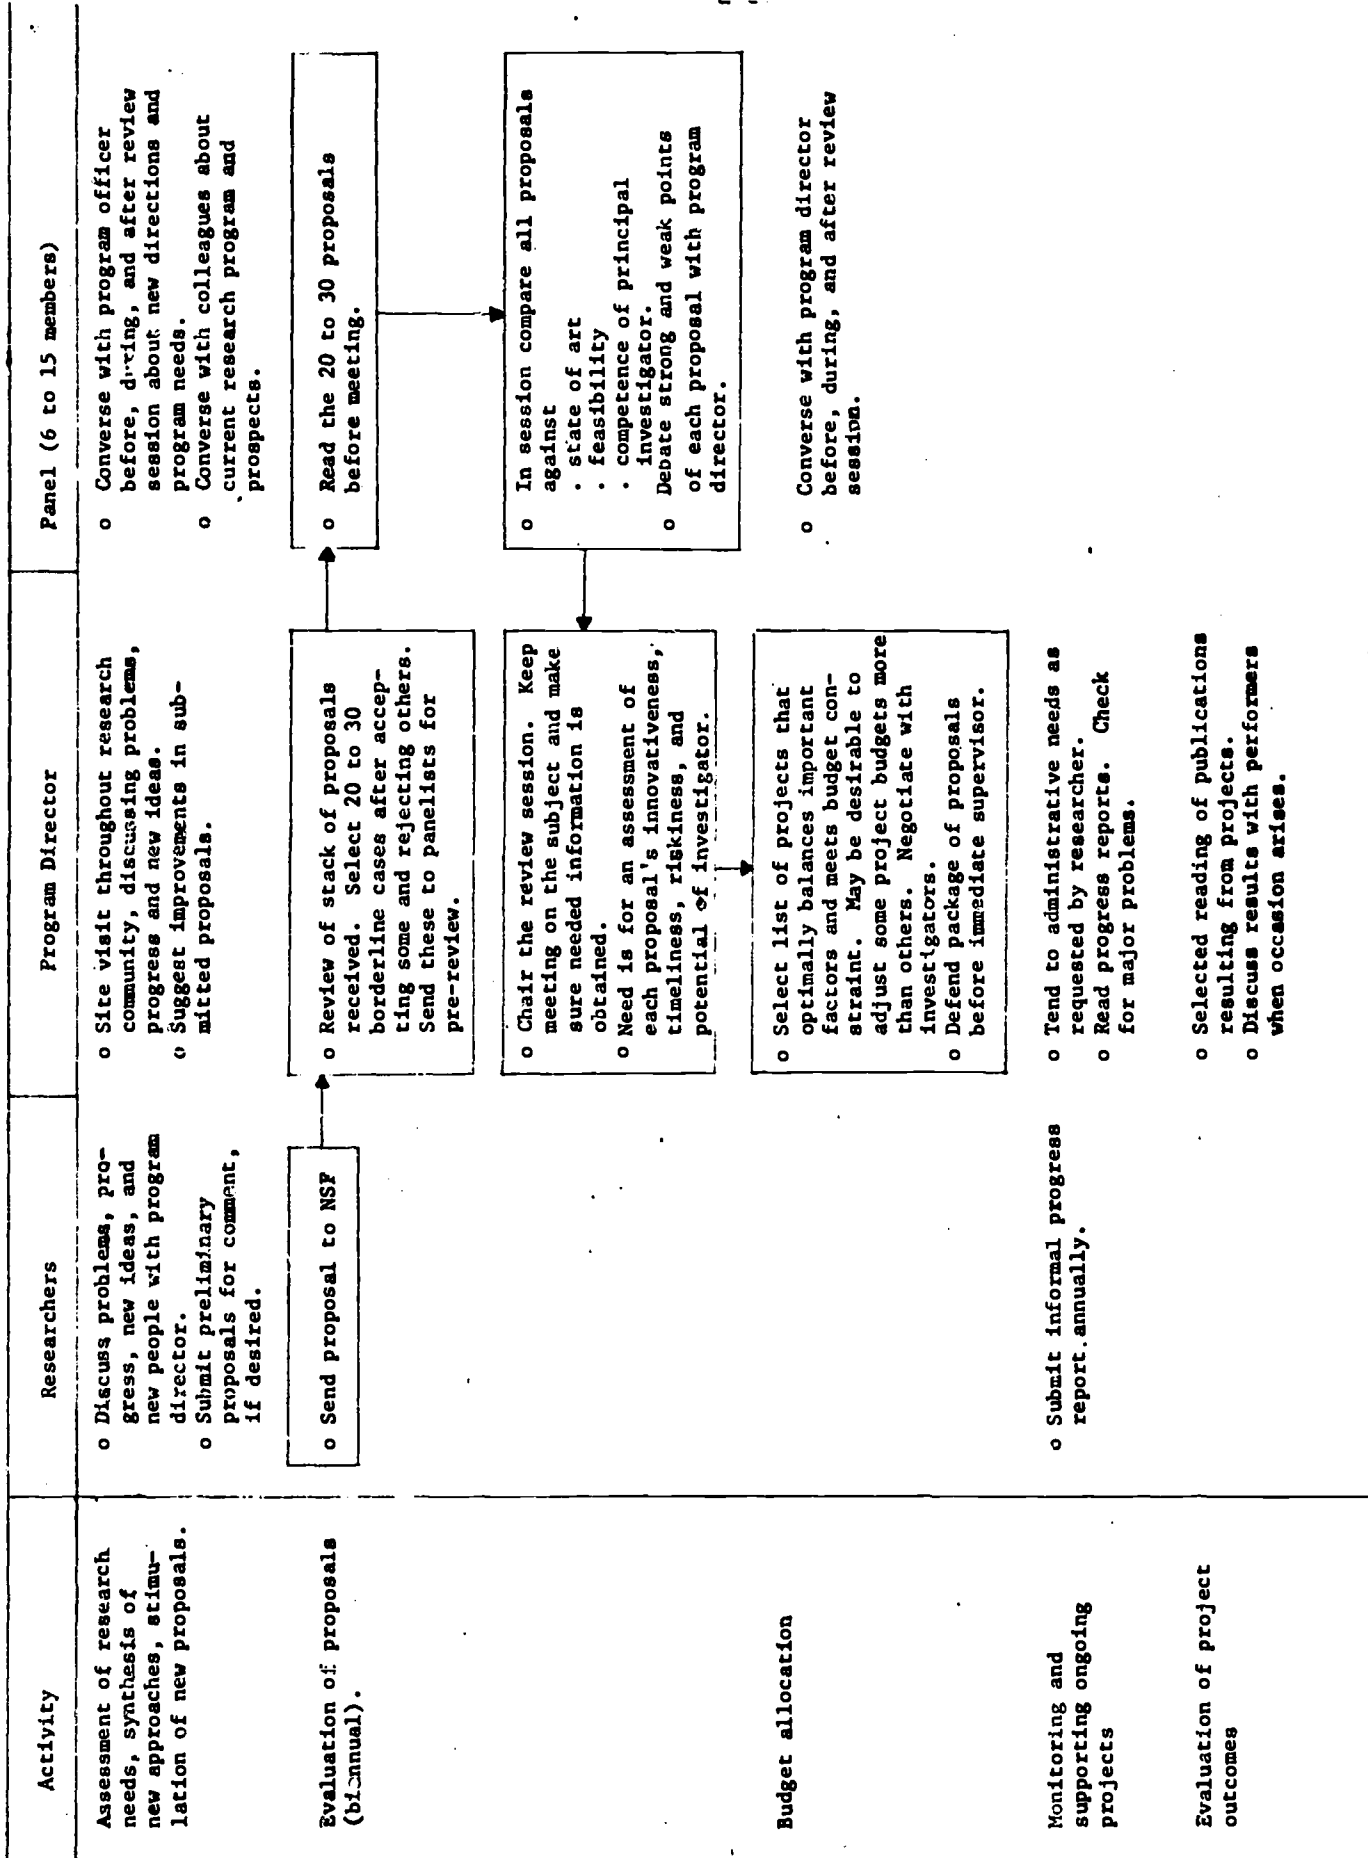 Activity
Researchers
Program Director
Panel (6 to 15 members)
Assessment of research
needs, synthesis of
new approaches, stimu-
lation of new proposals.
o Discuss problems, pro-
gress, new ideas, and
new people with program
director.
o Submit preliminary
proposals for comment,
if desired.
o Site visit throughout research
community, discussing problems,
progress and new ideas.
o Suggest improvements in sub-
mitted proposals.
o Converse with program officer
before, during, and after review
session about new directions and
program needs.
o Converse with colleagues about
current research program and
prospects.
Evaluation of proposals
(biannual).
o Send proposal to NSF
o Review of stack of proposals
received. Select 20 to 30
borderline cases after accep-
ting some and rejecting others.
Send these to panelists for
pre-review.
o Read the 20 to 30 proposals
before meeting.
o In session compare all proposals
against
. state of art
. feasibility
. competence of principal
investigator.
o Debate strong and weak points
of each proposal with program
director.
o Chair the review session. Keep
meeting on the subject and make
sure needed information is
obtained.
o Need is for an assessment of
each proposal's innovativeness,
timeliness, riskiness, and
potential of investigator.
Budget allocation
o Select list of projects that
optimally balances important
factors and meets budget con-
straint. May be desirable to
adjust some project budgets more
than others. Negotiate with
investigators.
o Defend package of proposals
before immediate supervisor.
o Converse with program director
before, during, and after review
session.
Monitoring and
supporting ongoing
projects
o Submit informal progress
report annually.
o Tend to administrative needs as
requested by researcher.
o Read progress reports. Check
for major problems.
Evaluation of project
outcomes
o Selected reading of publications
resulting from projects.
o Discuss results with performers
when occasion arises.